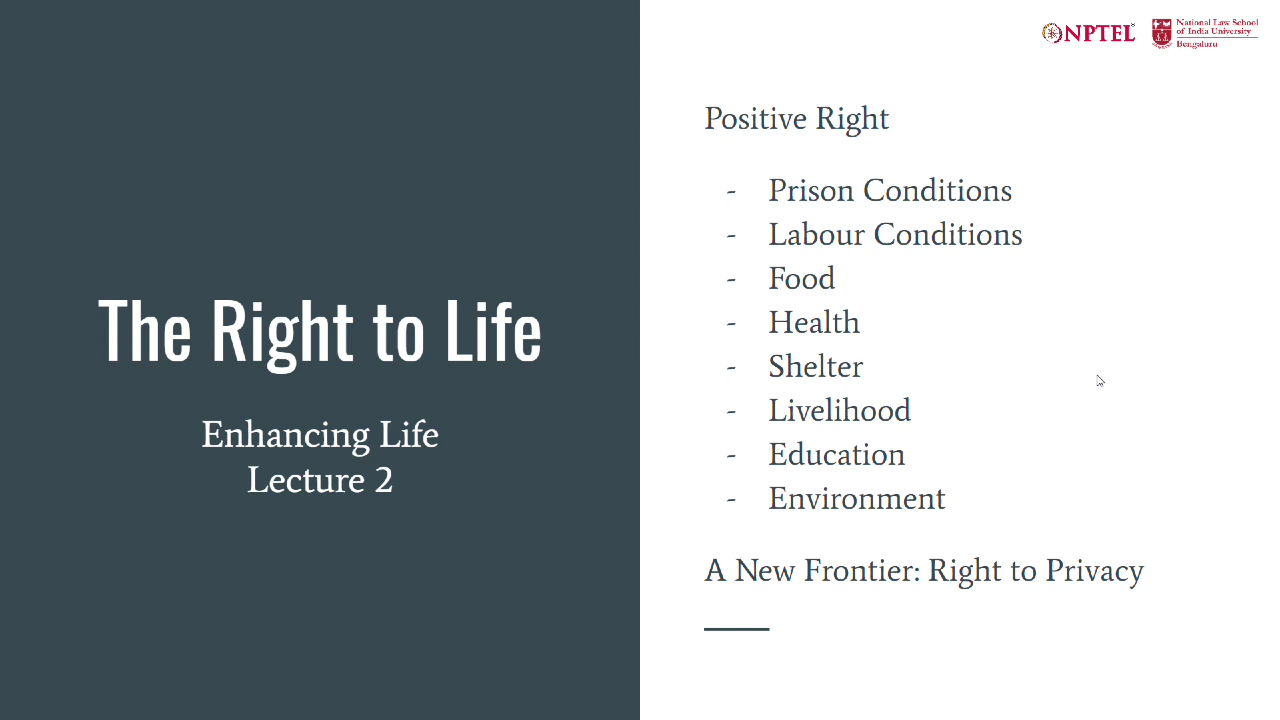 NPTEL
National Law School
of India University
Bengaluru
The Right to Life
Enhancing Life
Lecture 2
Positive Right
- Prison Conditions
- Labour Conditions
- Food
- Health
- Shelter
- Livelihood
- Education
- Environment
A New Frontier: Right to Privacy